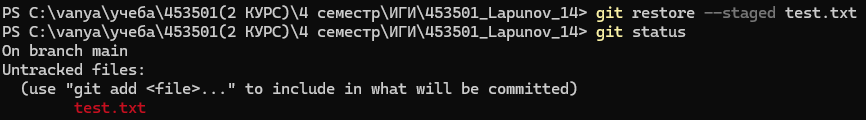 PS C:\vanya\учеба\453501(2 КУРС)\4 семестр\ИГИ\453501_Lapunov_14> git restore --staged test.txt
PS C:\vanya\учеба\453501(2 КУРС)\4 семестр\ИГИ\453501_Lapunov_14> git status
On branch main
Untracked files:
  (use "git add <file>..." to include in what will be committed)
        test.txt